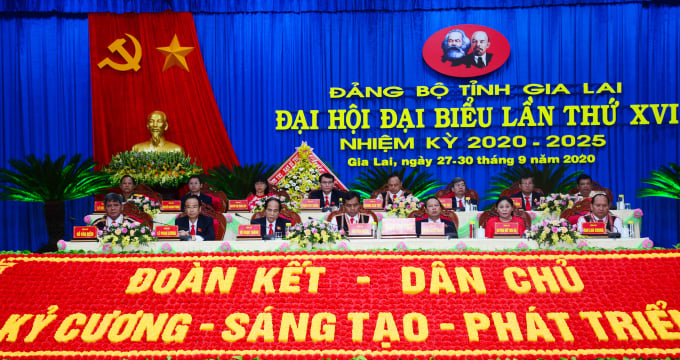 ĐẢNG BỘ TỈNH GIA LAI
ĐẠI HỘI ĐẠI BIỂU LẦN THỨ XVI
NHIỆM KỲ 2020 - 2025
Gia Lai, ngày 27-30 tháng 9 năm 2020
ĐOÀN KẾT - DÂN CHỦ
KỶ CƯƠNG - SÁNG TẠO - PHÁT TRIỂN